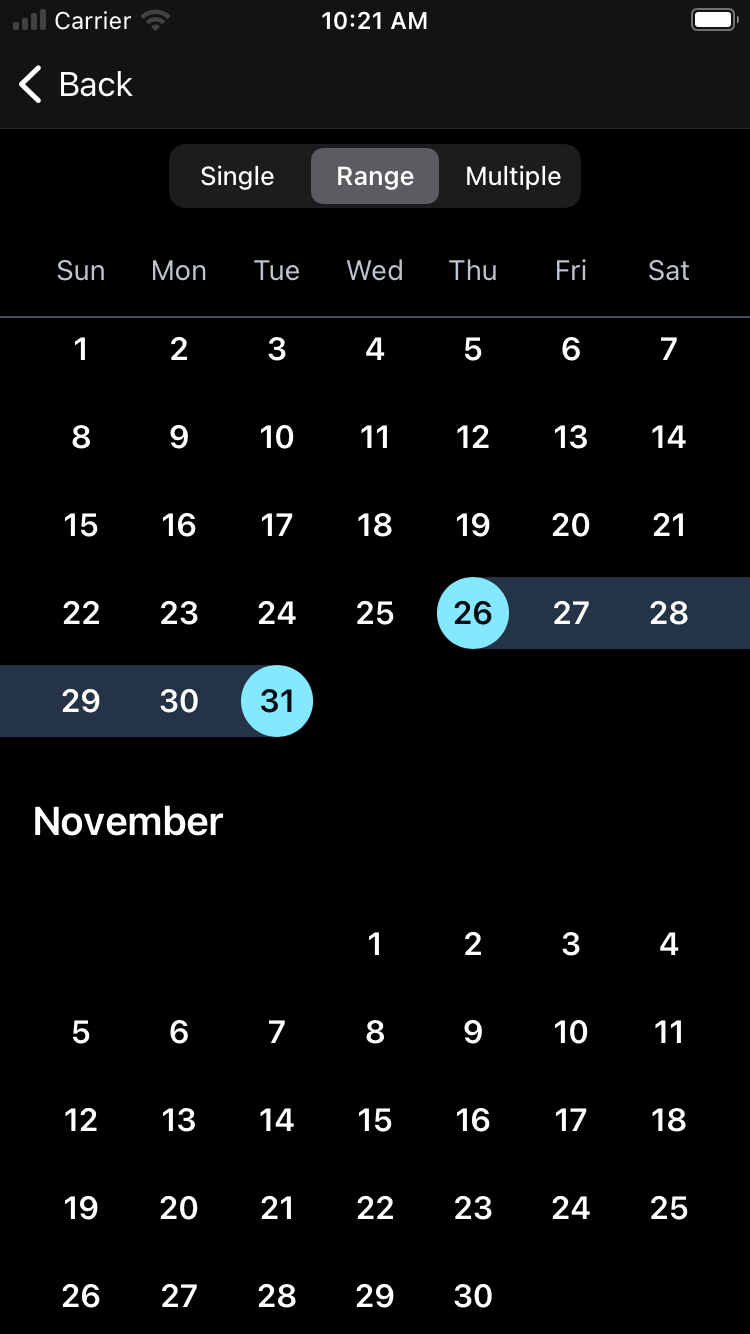 Carrier 10:21 AM
Back
Single Range Multiple
Sun Mon Tue Wed Thu Fri Sat
1 2 3 4 5 6 7
8 9 10 11 12 13 14
15 16 17 18 19 20 21
22 23 24 25 26 27 28
29 30 31
November
1 2 3 4
5 6 7 8 9 10 11
12 13 14 15 16 17 18
19 20 21 22 23 24 25
26 27 28 29 30